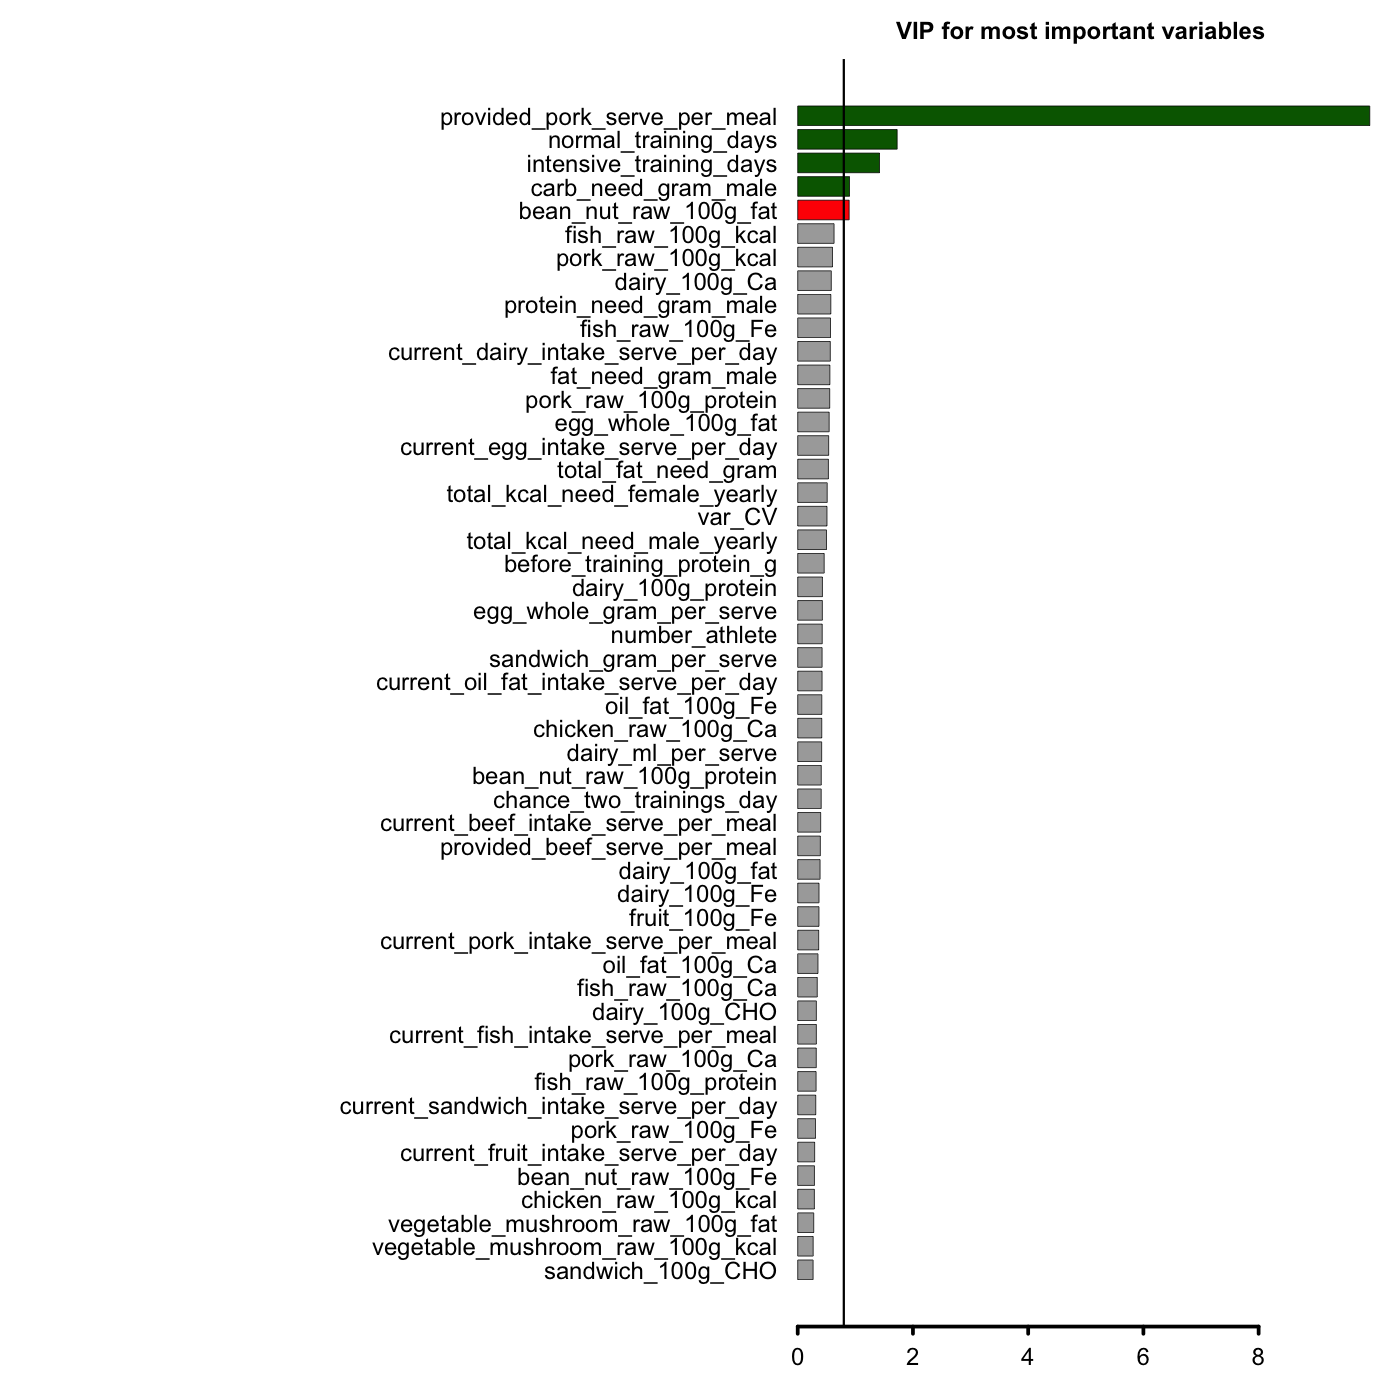 VIP for most important variables
provided_pork_serve_per_meal
normal_training_days
intensive_training_days
carb_need_gram_male
bean_nut_raw_100g_fat
fish_raw_100g_kcal
pork_raw_100g_kcal
dairy_100g_Ca
protein_need_gram_male
fish_raw_100g_Fe
current_dairy_intake_serve_per_day
fat_need_gram_male
pork_raw_100g_protein
egg_whole_100g_fat
current_egg_intake_serve_per_day
total_fat_need_gram
total_kcal_need_female_yearly
var_CV
total_kcal_need_male_yearly
before_training_protein_g
dairy_100g_protein
egg_whole_gram_per_serve
number_athlete
sandwich_gram_per_serve
current_oil_fat_intake_serve_per_day
oil_fat_100g_Fe
chicken_raw_100g_Ca
dairy_ml_per_serve
bean_nut_raw_100g_protein
chance_two_trainings_day
current_beef_intake_serve_per_meal
provided_beef_serve_per_meal
dairy_100g_fat
dairy_100g_Fe
fruit_100g_Fe
current_pork_intake_serve_per_meal
oil_fat_100g_Ca
fish_raw_100g_Ca
dairy_100g_CHO
current_fish_intake_serve_per_meal
pork_raw_100g_Ca
fish_raw_100g_protein
current_sandwich_intake_serve_per_day
pork_raw_100g_Fe
current_fruit_intake_serve_per_day
bean_nut_raw_100g_Fe
chicken_raw_100g_kcal
vegetable_mushroom_raw_100g_fat
vegetable_mushroom_raw_100g_kcal
sandwich_100g_CHO
0 2 4 6 8